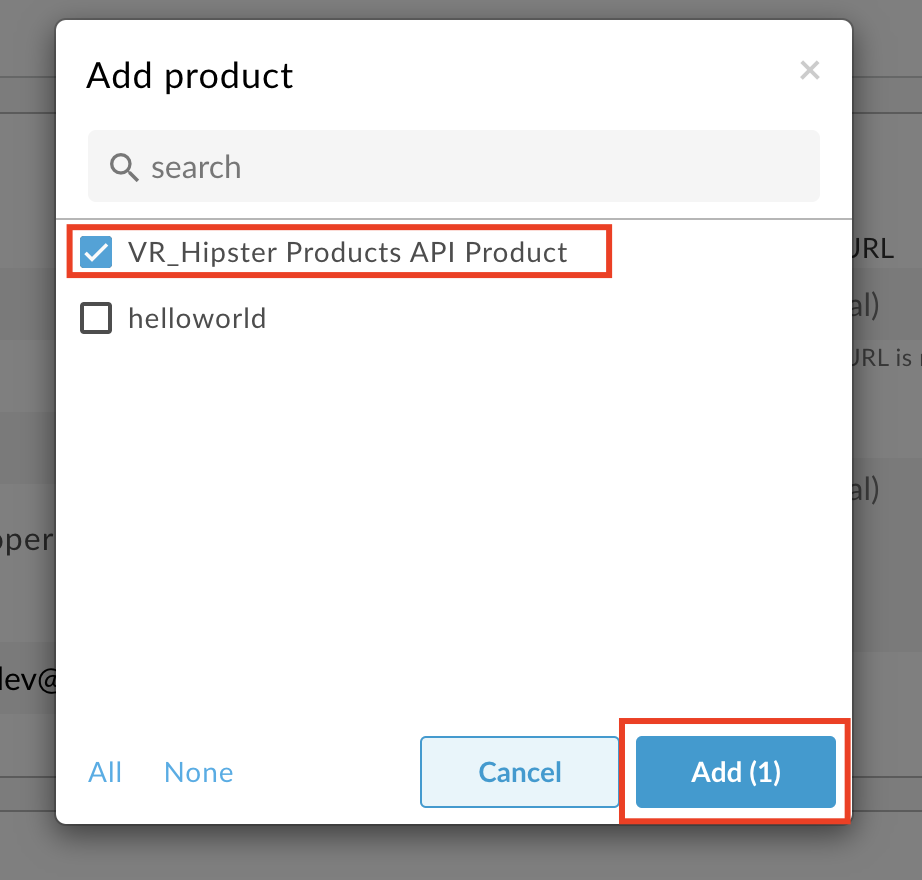 Add product
search
VR_Hipster Products API Product
helloworld
URL
al)
URL is
al)
oper
dev@
All None Cancel Add (1)